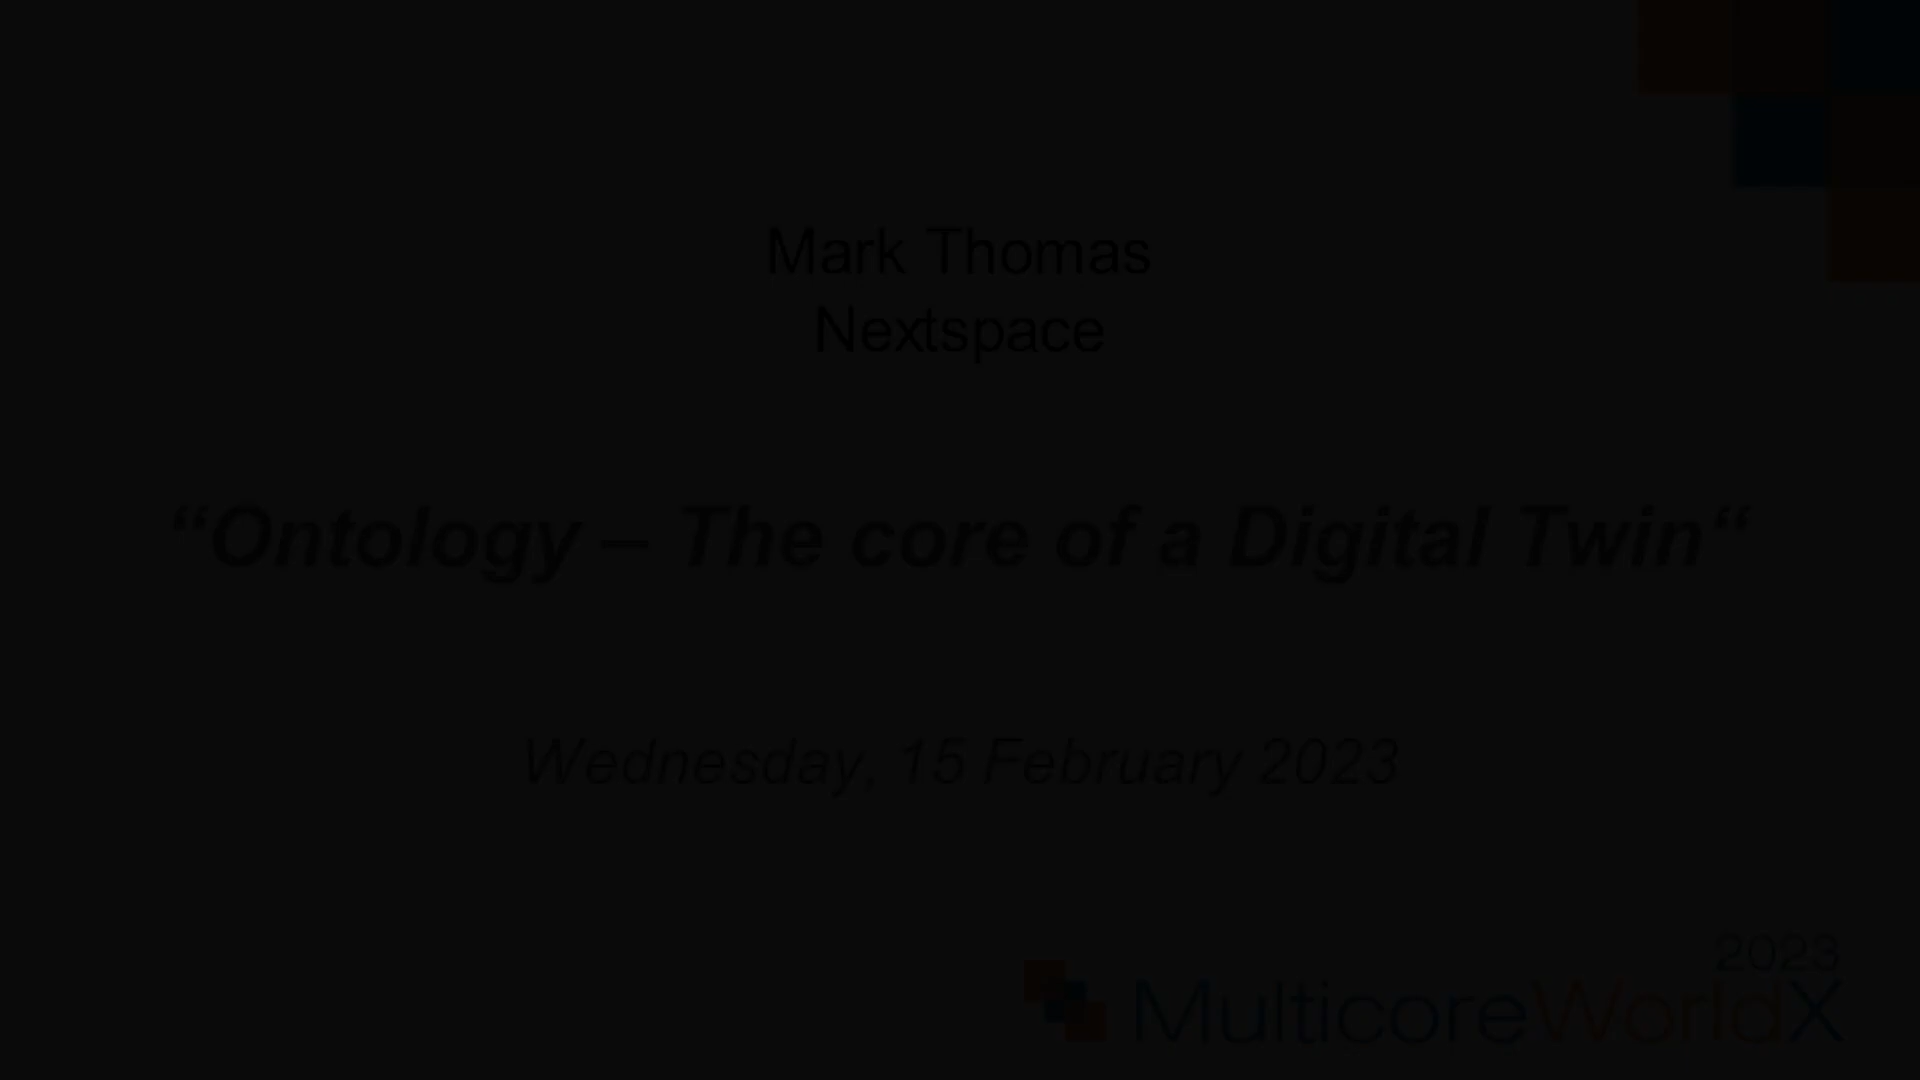 Mark Thomas
Nextspace
“Ontology – The core of a Digital Twin“
Wednesday, 15 February 2023
2023
MulticoreWorldX